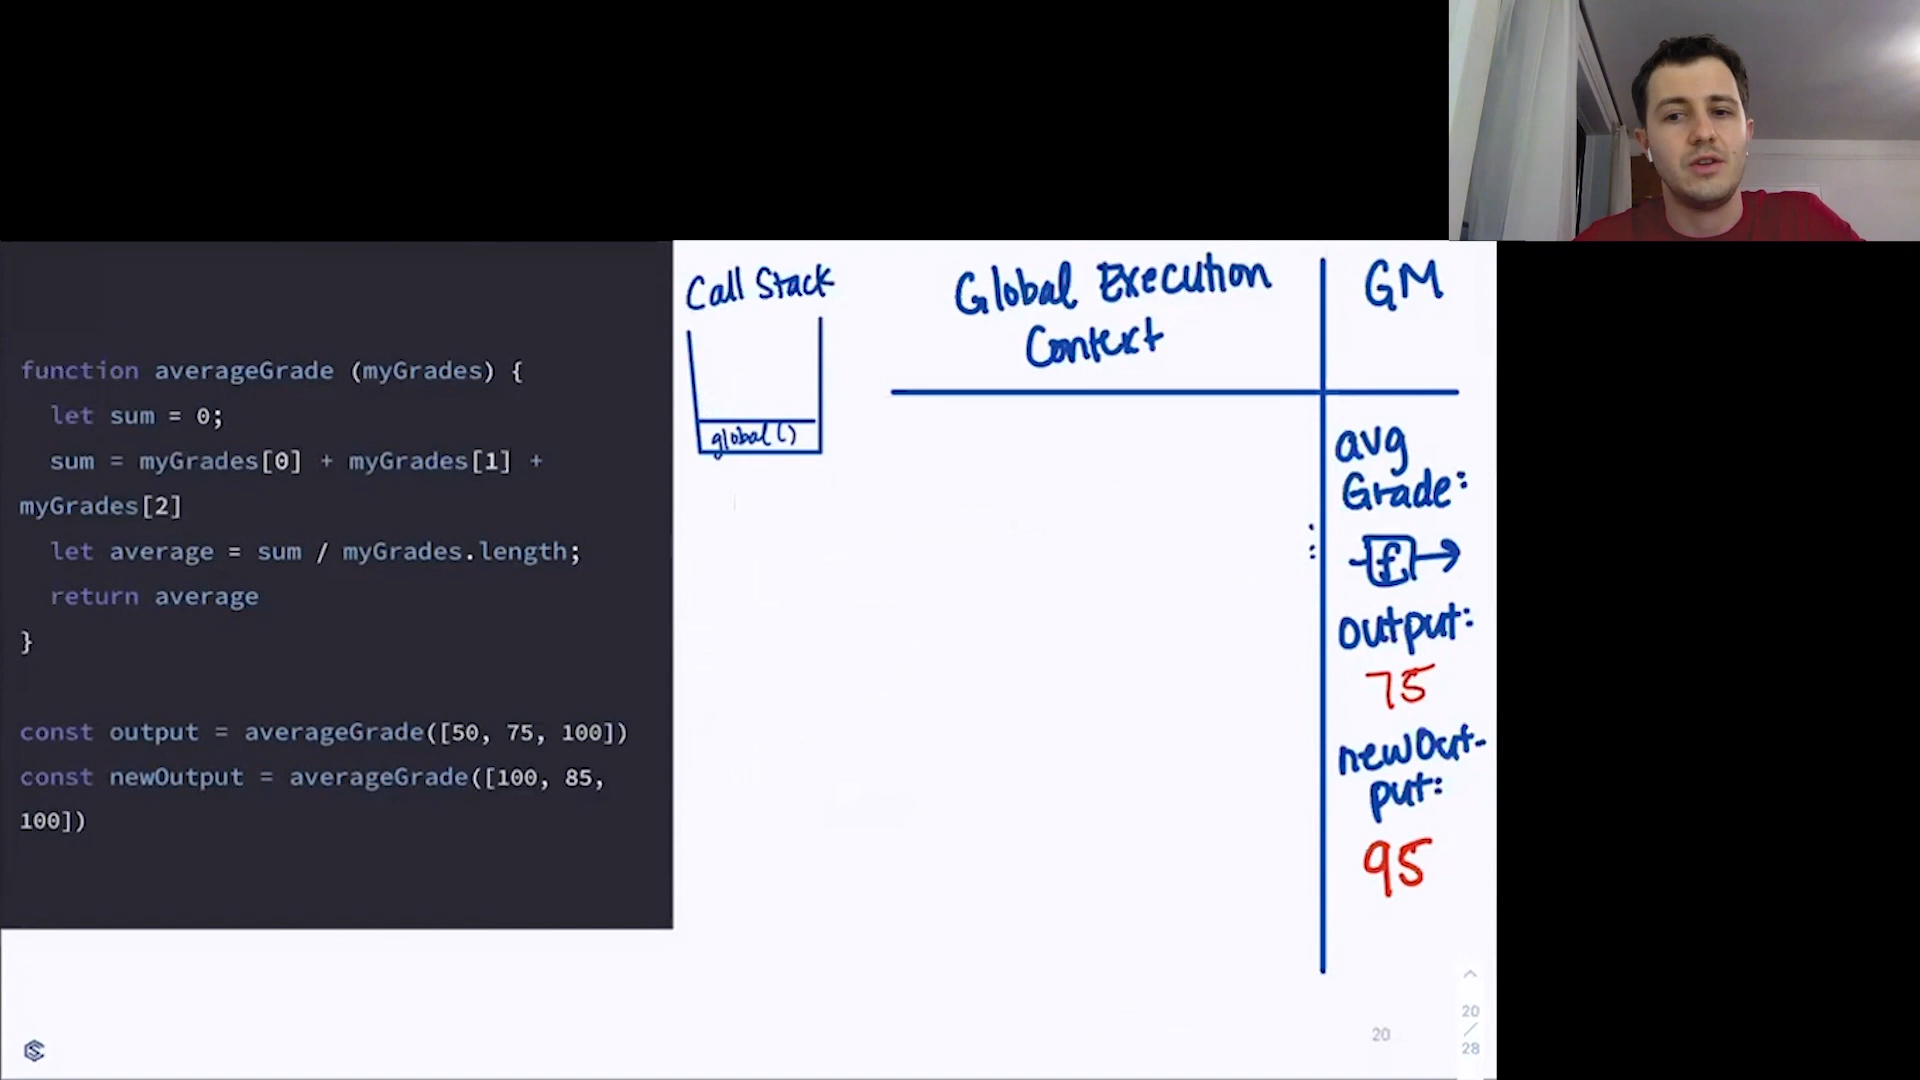 function averageGrade (myGrades) {
let sum = 0;
sum = myGrades[0] + myGrades[1] +
myGrades[2]
let average = sum / myGrades.length;
return average
}
const output = averageGrade([50, 75, 100])
const newOutput = averageGrade([100, 85,
100])
Call Stack
global()
Global Execution
Context
GM
avg
Grade:
f
output:
75
newOut-
put:
95
20
20
/
28